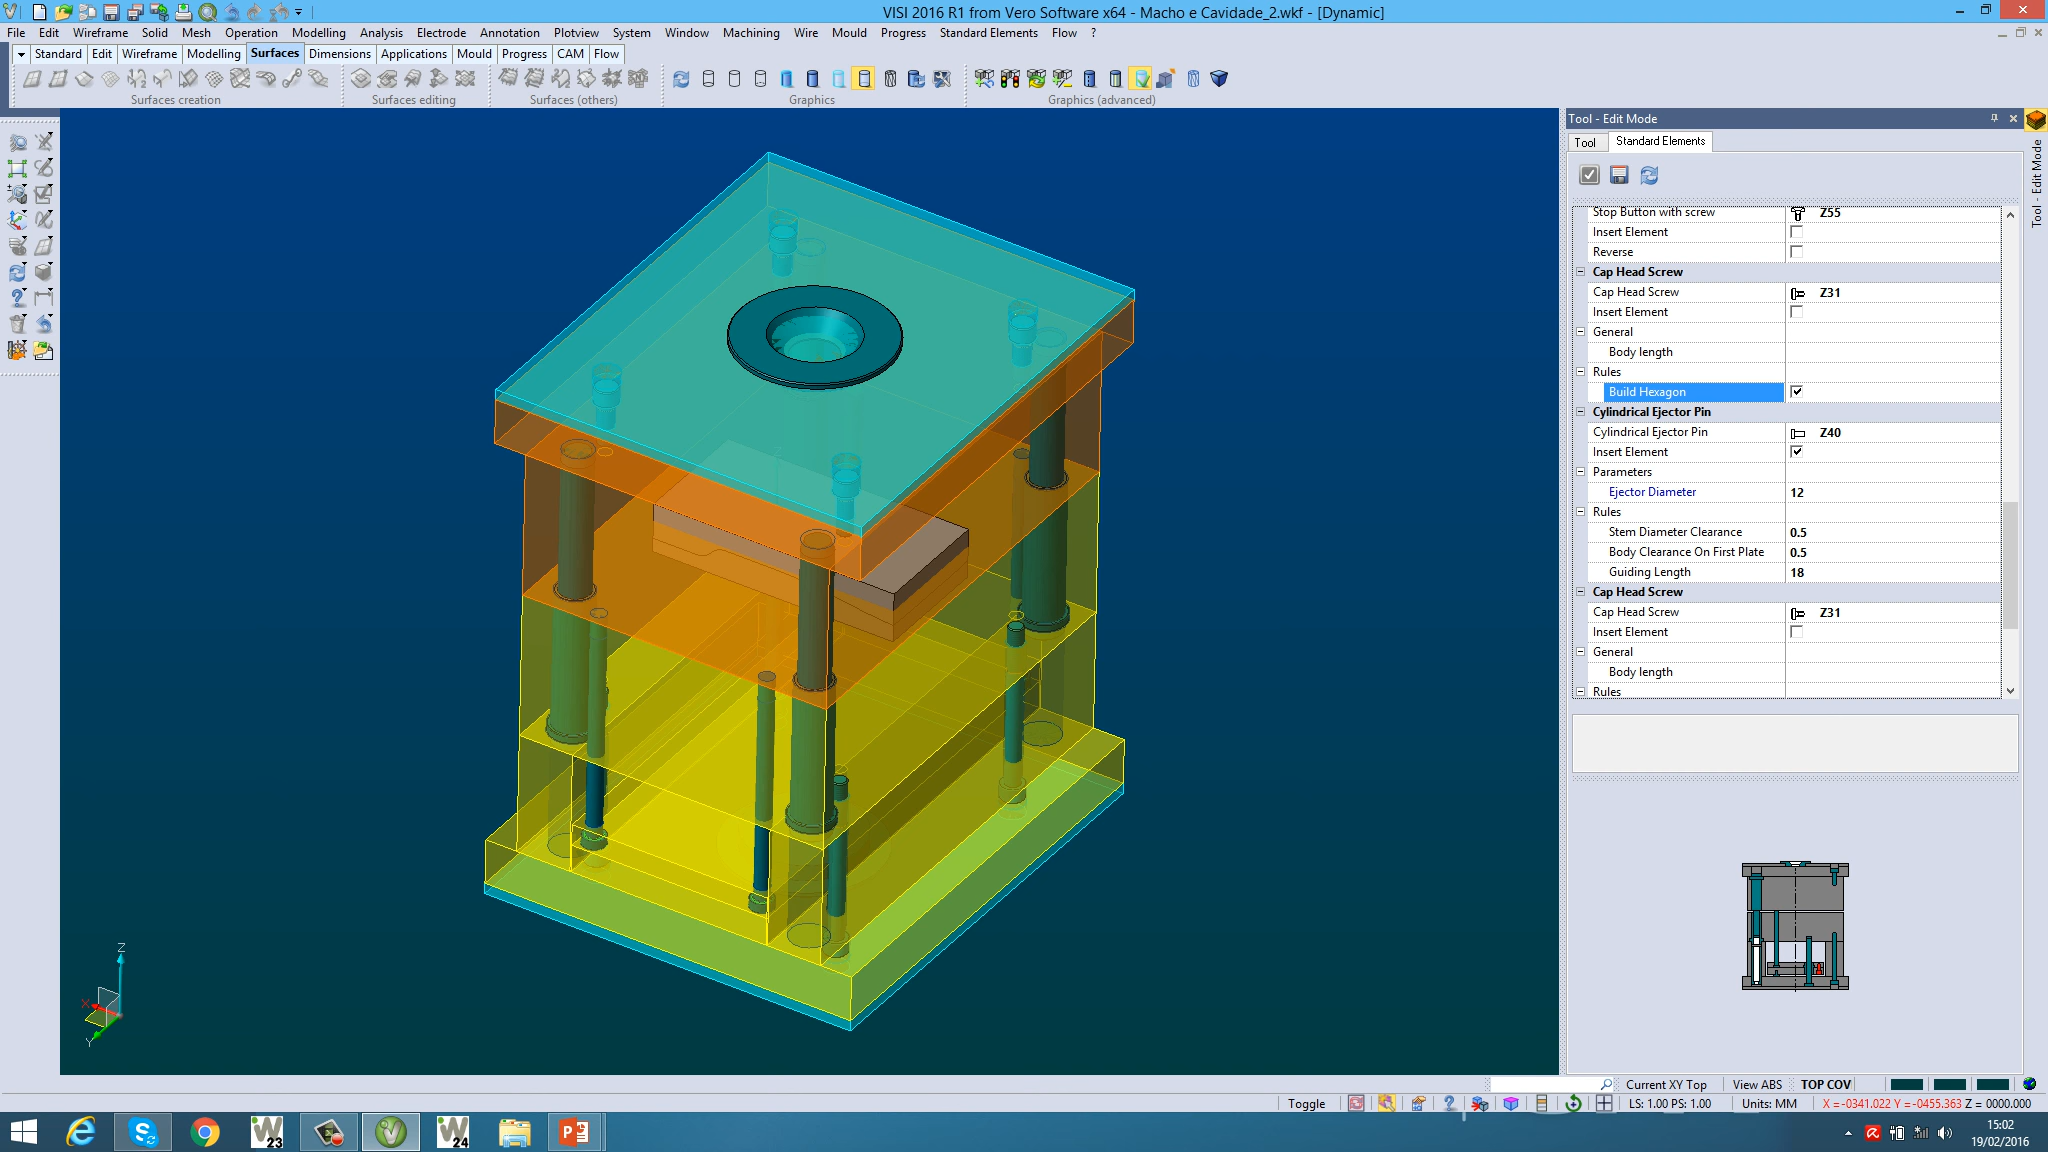 VISI 2016 R1 from Vero Software x64 - Macho e Cavidade_2.wkf - [Dynamic]
File Edit Wireframe Solid Mesh Operation Modelling Analysis Electrode Annotation Plotview System Window Machining Wire Mould Progress Standard Elements Flow ?
Standard Edit Wireframe Modelling Surfaces Dimensions Applications Mould Progress CAM Flow
Surfaces creation Surfaces editing Surfaces (others) Graphics Graphics (advanced)
Tool - Edit Mode
Tool Standard Elements
Tool - Edit Mode
Stop Button with screw Z55
Insert Element
Reverse
Cap Head Screw
Cap Head Screw Z31
Insert Element
General
Body length
Rules
Build Hexagon
Cylindrical Ejector Pin
Cylindrical Ejector Pin Z40
Insert Element
Parameters
Ejector Diameter 12
Rules
Stem Diameter Clearance 0.5
Body Clearance On First Plate 0.5
Guiding Length 18
Cap Head Screw
Cap Head Screw Z31
Insert Element
General
Body length
Rules
Z
X
Y
Current XY Top View ABS TOP COV
Toggle LS: 1.00 PS: 1.00 Units: MM X =-0341.022 Y =-0455.363 Z = 0000.000
W 23
W 24
15:02
19/02/2016